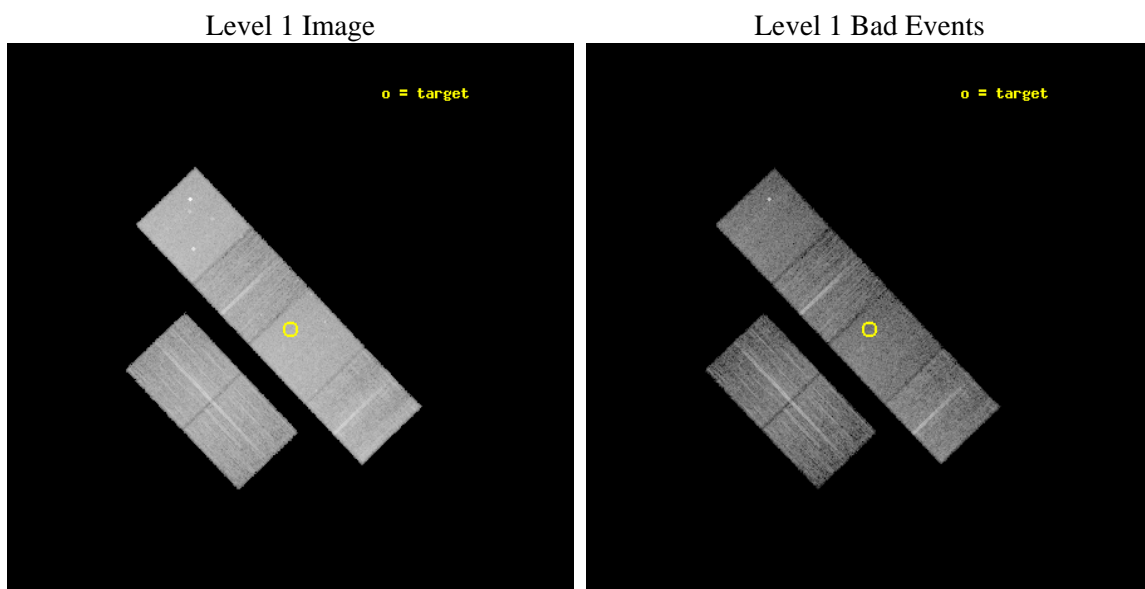 Level 1 Image
Level 1 Bad Events
o = target
o = target